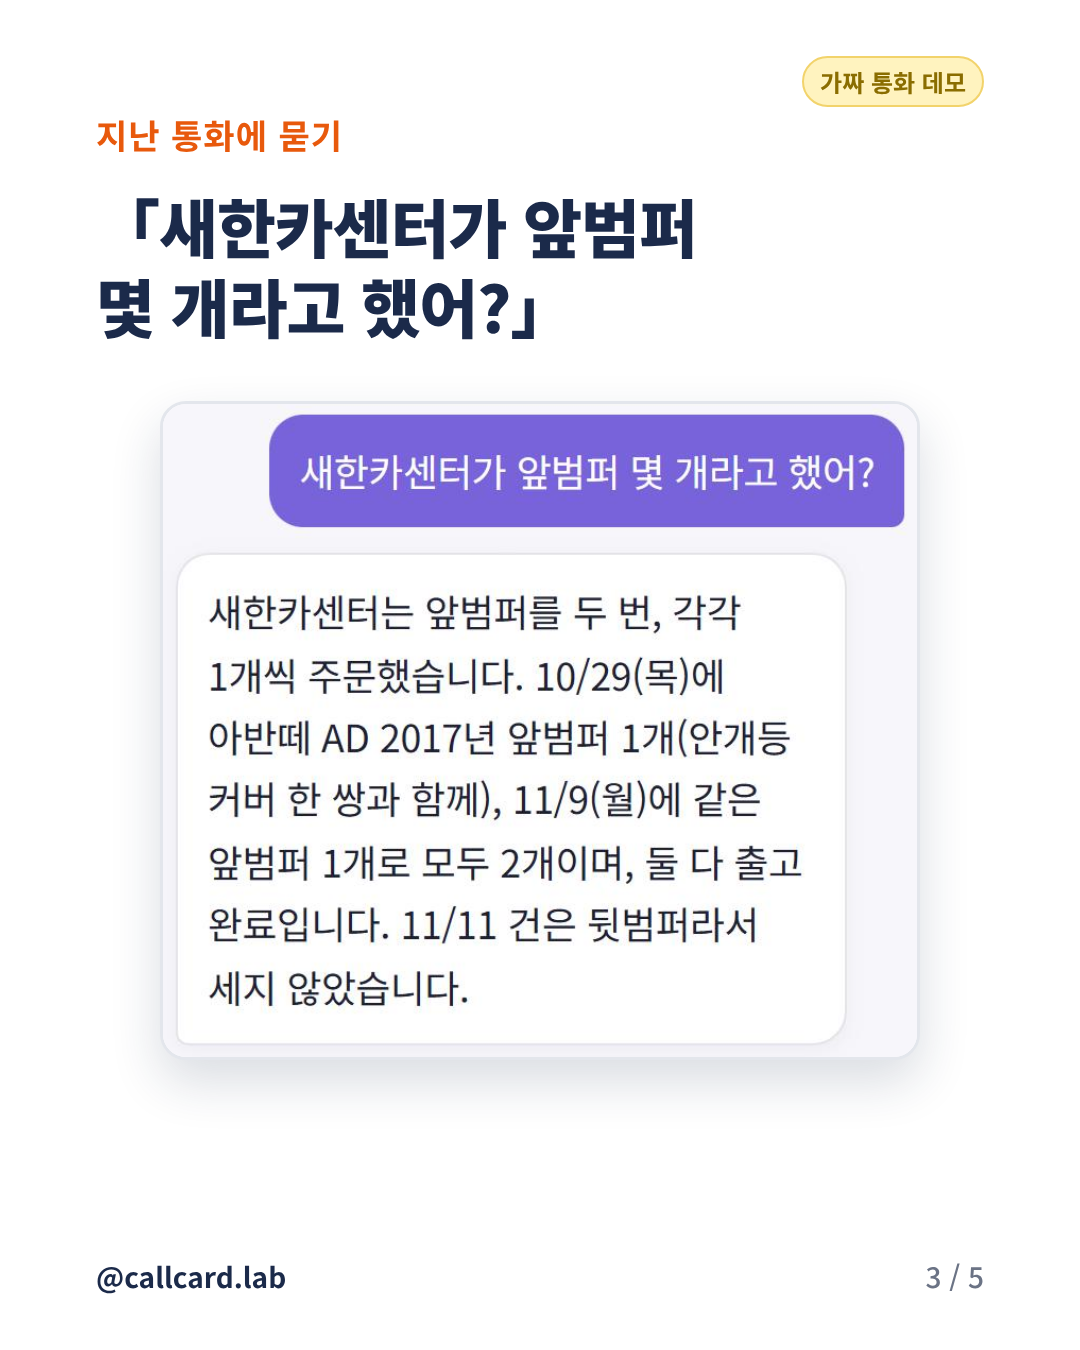 가짜 통화 데모
지난 통화에 묻기
「새한카센터가 앞범퍼
몇 개라고 했어?」
새한카센터가 앞범퍼 몇 개라고 했어?
새한카센터는 앞범퍼를 두 번, 각각
1개씩 주문했습니다. 10/29(목)에
아반떼 AD 2017년 앞범퍼 1개(안개등
커버 한 쌍과 함께), 11/9(월)에 같은
앞범퍼 1개로 모두 2개이며, 둘 다 출고
완료입니다. 11/11 건은 뒷범퍼라서
세지 않았습니다.
@callcard.lab
3 / 5